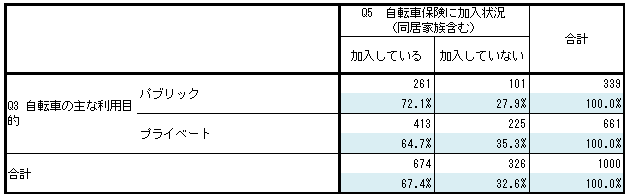 Q5 自転車保険に加入状況
(同居家族含む)
合計
加入している 加入していない
Q3 自転車の主な利用目的
パブリック 261 101 339
72.1% 27.9% 100.0%
プライベート 413 225 661
64.7% 35.3% 100.0%
合計 674 326 1000
67.4% 32.6% 100.0%